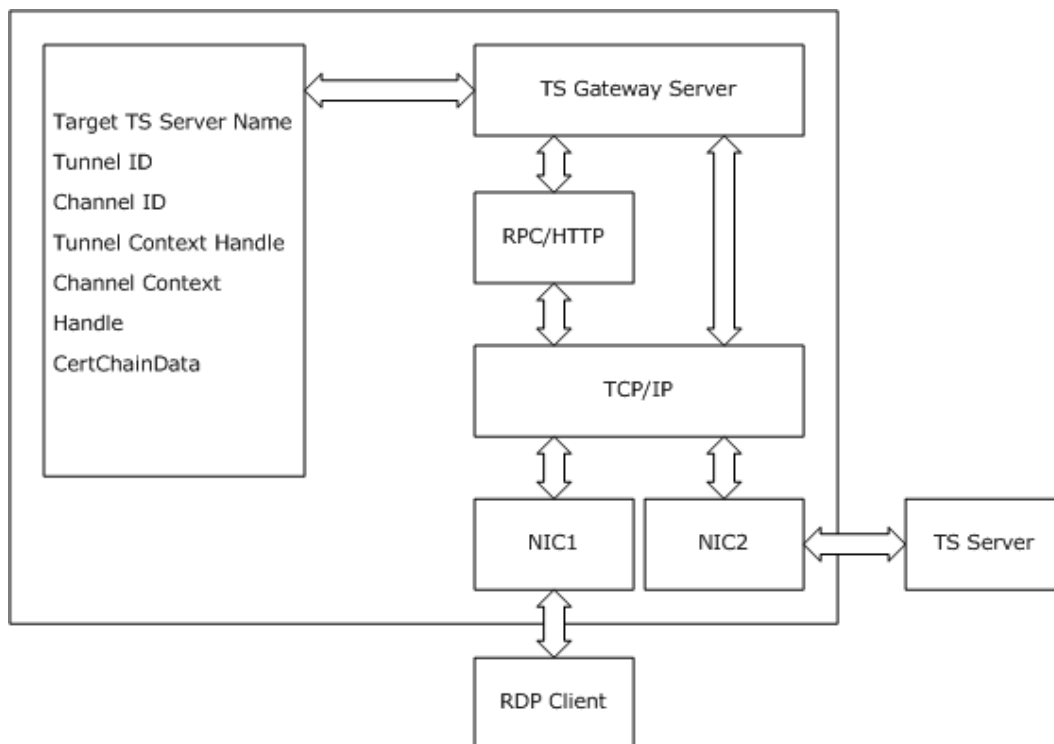 Target TS Server Name
Tunnel ID
Channel ID
Tunnel Context Handle
Channel Context
Handle
CertChainData
TS Gateway Server
RPC/HTTP
TCP/IP
NIC1
NIC2
TS Server
RDP Client